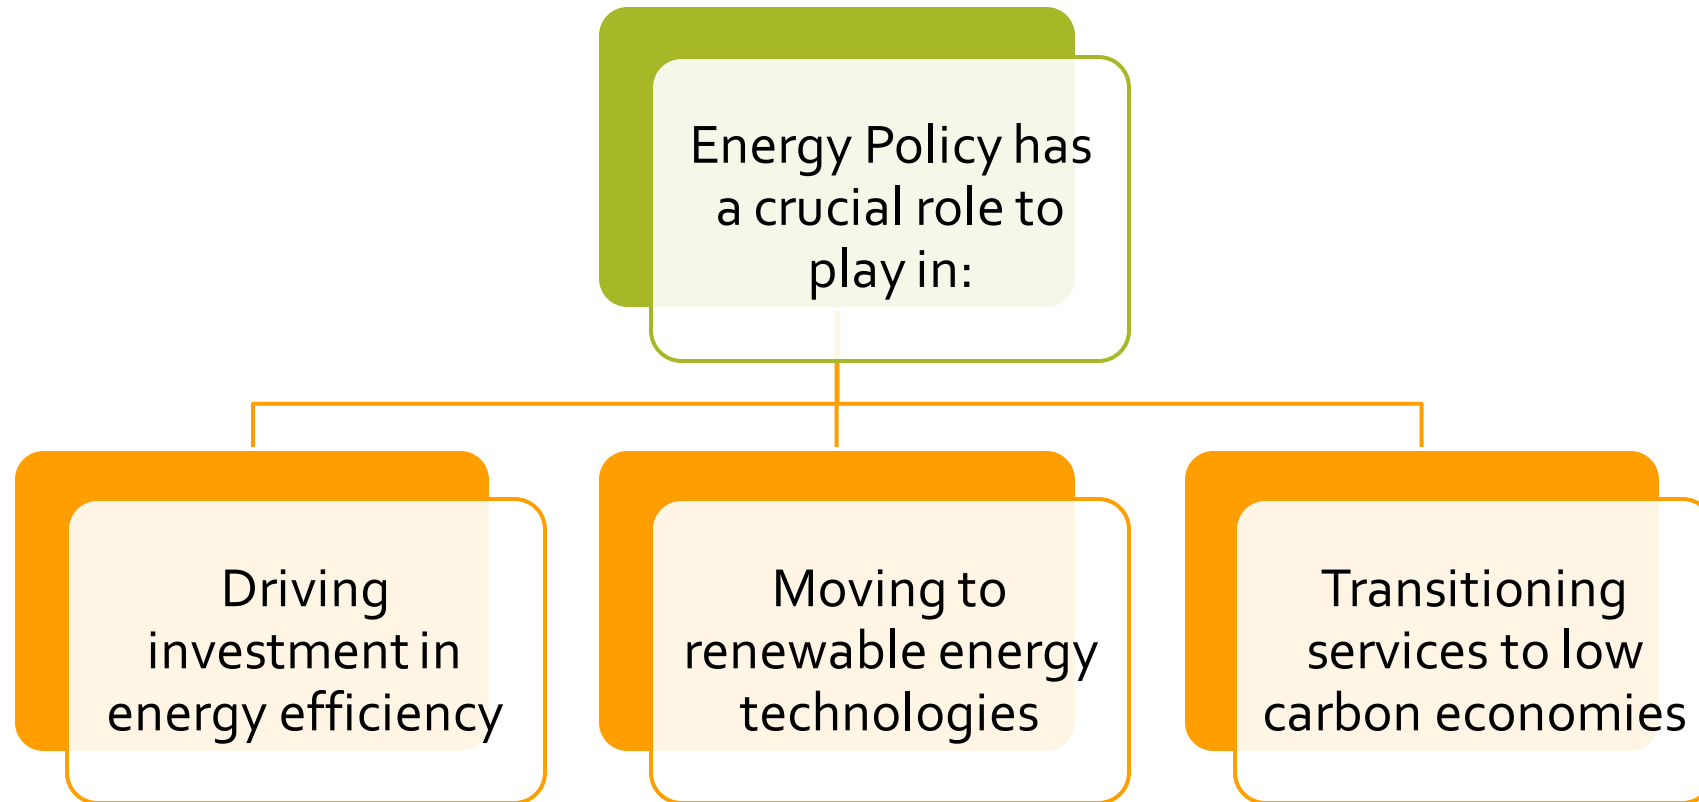 Energy Policy has
a crucial role to
play in:
Driving
investment in
energy efficiency
Moving to
renewable energy
technologies
Transitioning
services to low
carbon economies